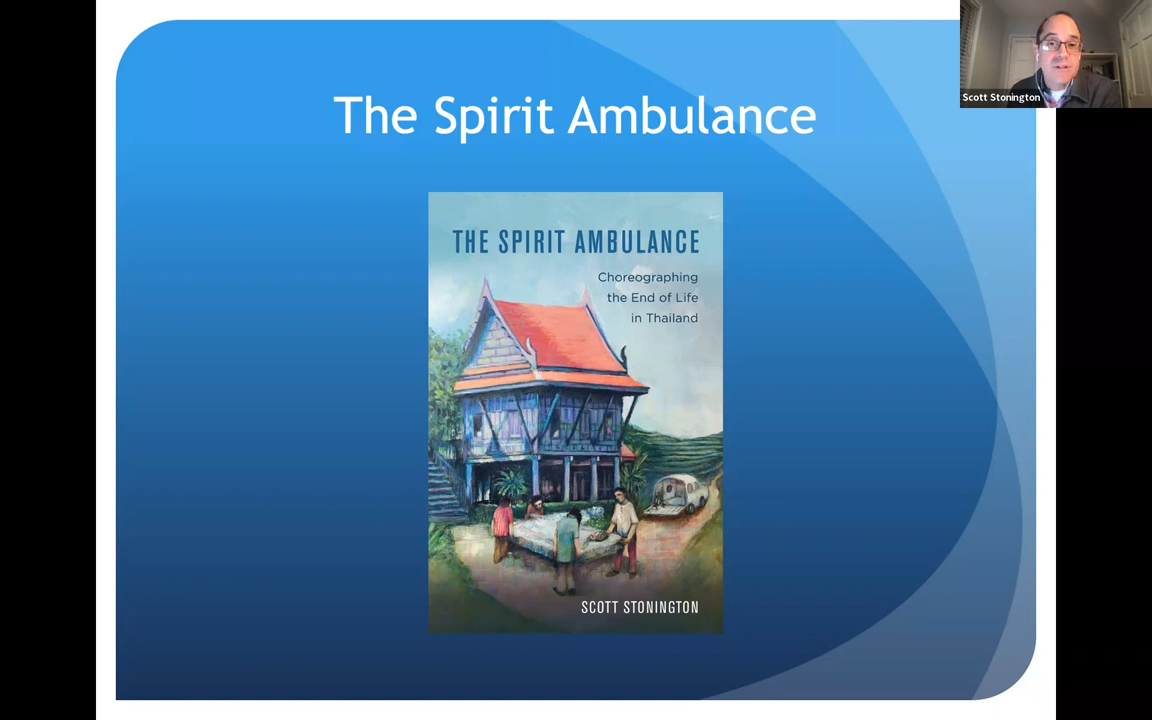 The Spirit Ambulance
Scott Stonington
THE SPIRIT AMBULANCE
Choreographing
the End of Life
in Thailand
SCOTT STONINGTON